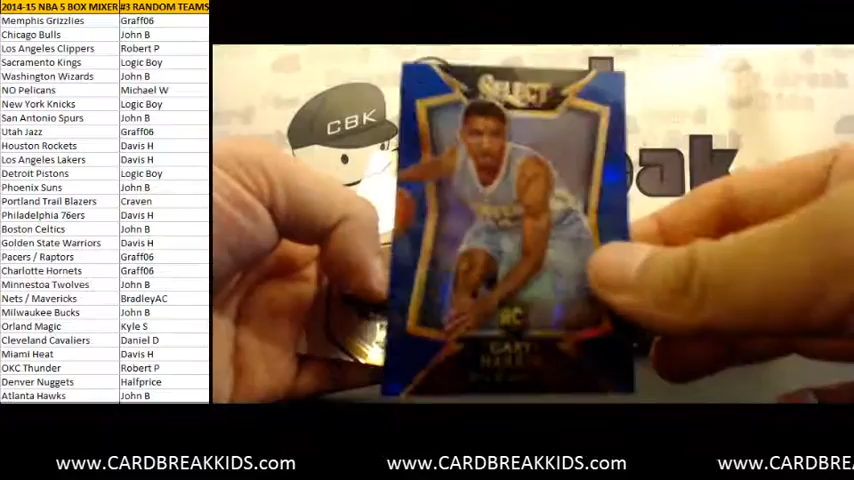 2014-15 NBA 5 BOX MIXER #3 RANDOM TEAMS
Memphis Grizzlies Graff06
Chicago Bulls John B
Los Angeles Clippers Robert P
Sacramento Kings Logic Boy
Washington Wizards John B
NO Pelicans Michael W
New York Knicks Logic Boy
San Antonio Spurs John B
Utah Jazz Graff06
Houston Rockets Davis H
Los Angeles Lakers Davis H
Detroit Pistons Logic Boy
Phoenix Suns John B
Portland Trail Blazers Craven
Philadelphia 76ers Davis H
Boston Celtics John B
Golden State Warriors Davis H
Pacers / Raptors Graff06
Charlotte Hornets Graff06
Minnestoa Twolves John B
Nets / Mavericks BradleyAC
Milwaukee Bucks John B
Orland Magic Kyle S
Cleveland Cavaliers Daniel D
Miami Heat Davis H
OKC Thunder Robert P
Denver Nuggets Halfprice
Atlanta Hawks John B
CBK
SELECT
RC
GARY
HARRIS
www.CARDBREAKKIDS.com www.CARDBREAKKIDS.com www.CARDBREA